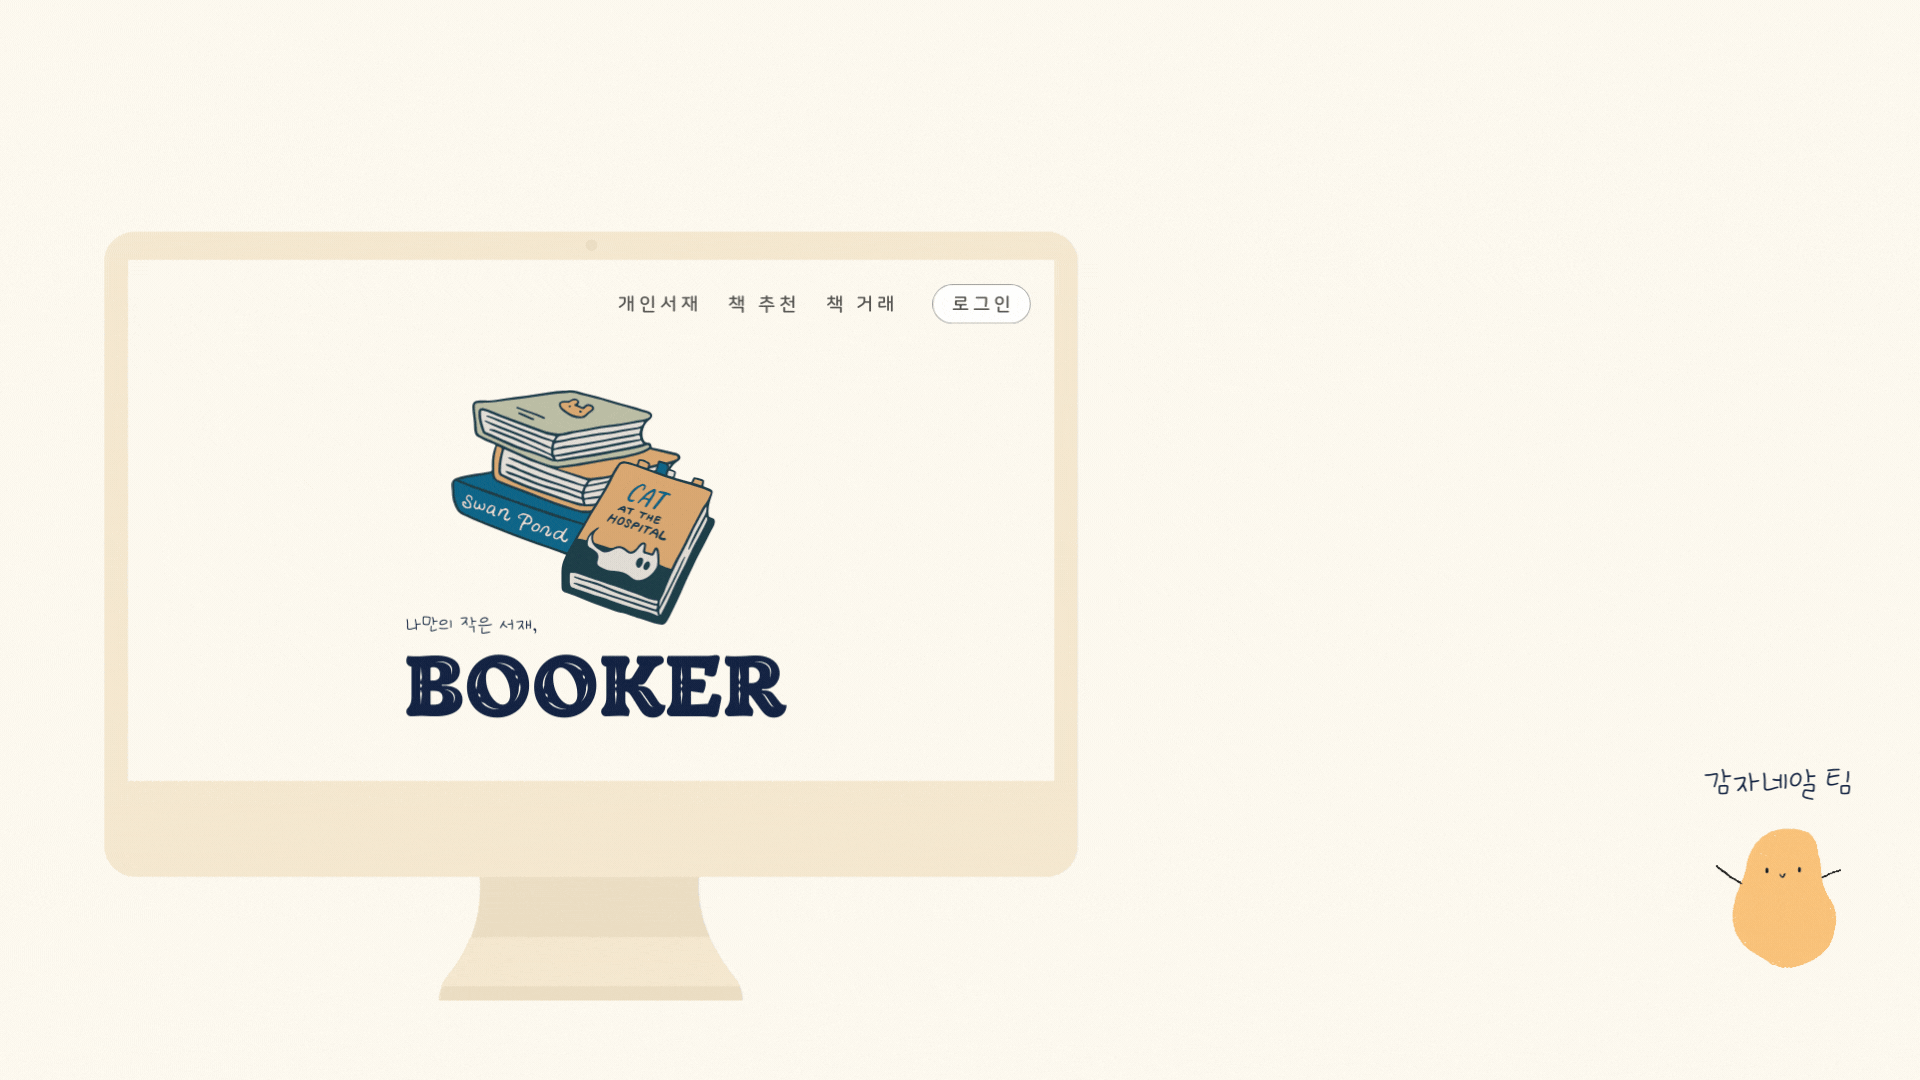 개인서재 책 추천 책 거래 로그인
Swan Pond
CAT
AT THE
HOSPITAL
나만의 작은 서재,
BOOKER
감자네알 팀